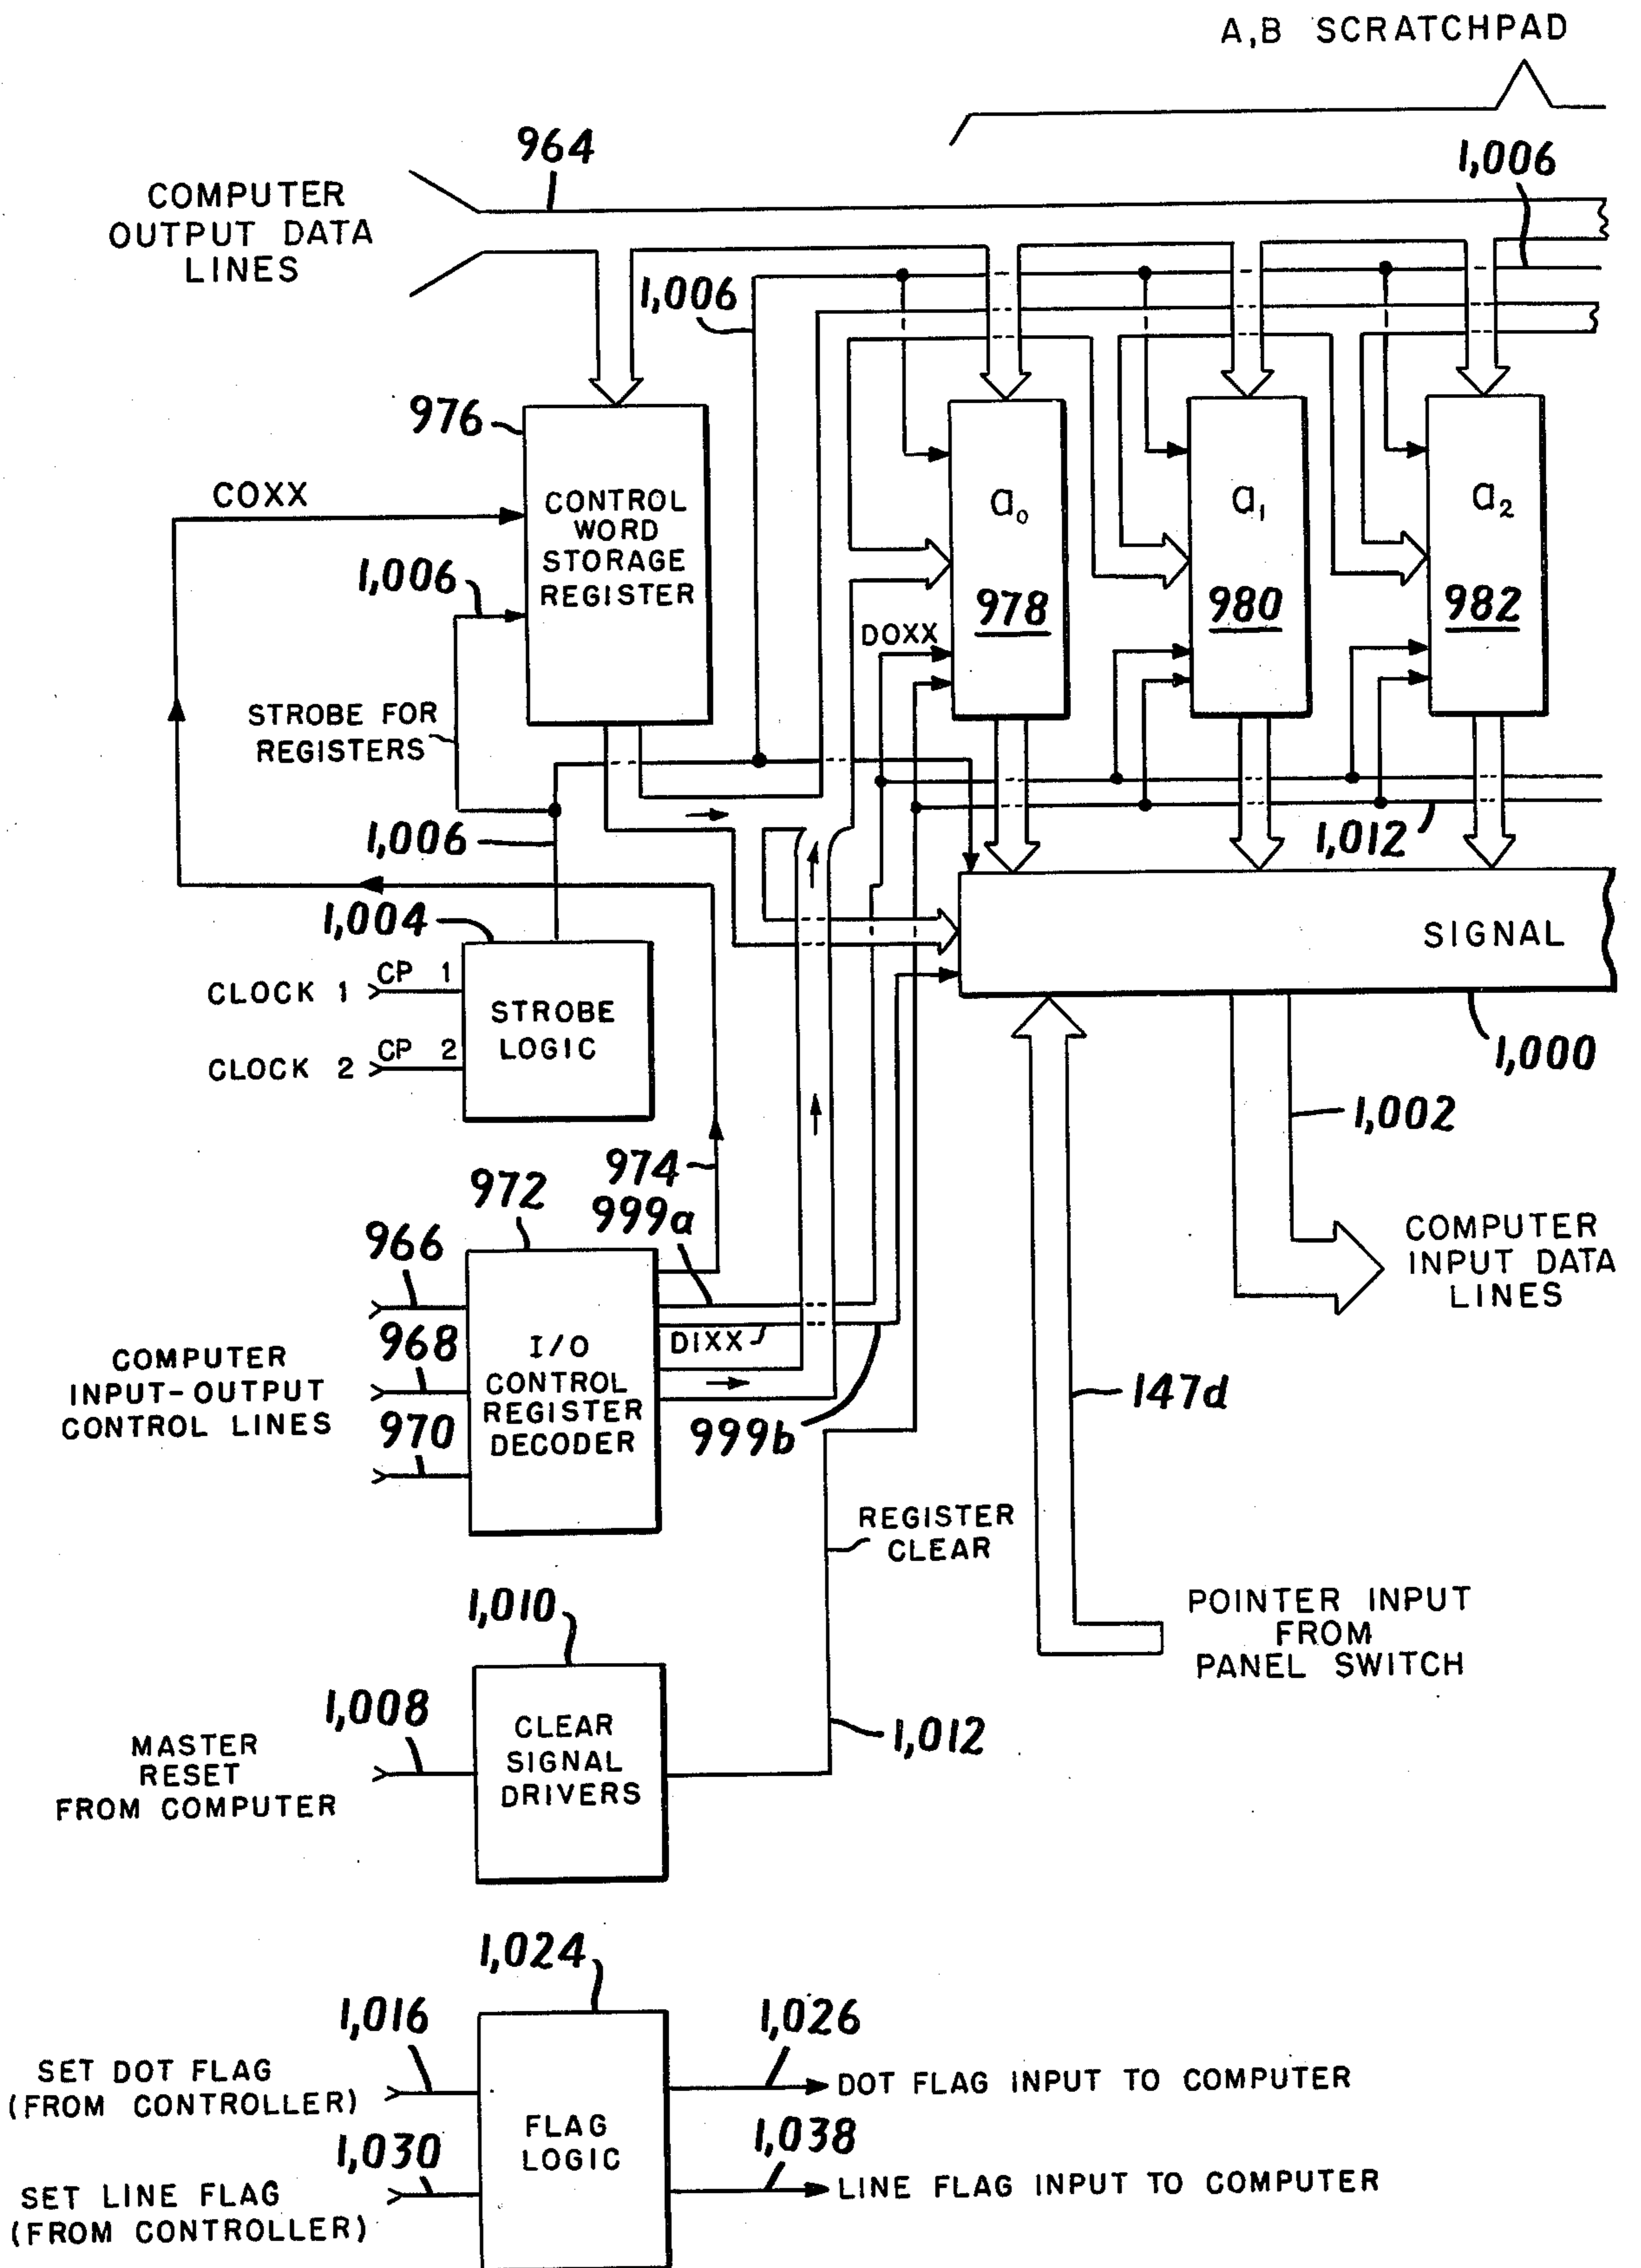 A,B SCRATCHPAD
964
1,006
COMPUTER
OUTPUT DATA
LINES
1,006
976
COXX
CONTROL
WORD
STORAGE
REGISTER
a0
a1
a2
1,006
978
980
982
DOXX
STROBE FOR
REGISTERS
1,006
1,012
1,004
SIGNAL
CLOCK 1
CP 1
STROBE
LOGIC
CLOCK 2
CP 2
1,000
1,002
974
972
999a
966
COMPUTER
INPUT DATA
LINES
968
DIXX
I/O
CONTROL
REGISTER
DECODER
COMPUTER
INPUT-OUTPUT
CONTROL LINES
970
999b
147d
REGISTER
CLEAR
1,010
POINTER INPUT
FROM
PANEL SWITCH
1,008
CLEAR
SIGNAL
DRIVERS
1,012
MASTER
RESET
FROM COMPUTER
1,024
1,016
1,026
SET DOT FLAG
(FROM CONTROLLER)
DOT FLAG INPUT TO COMPUTER
FLAG
LOGIC
1,030
1,038
SET LINE FLAG
(FROM CONTROLLER)
LINE FLAG INPUT TO COMPUTER